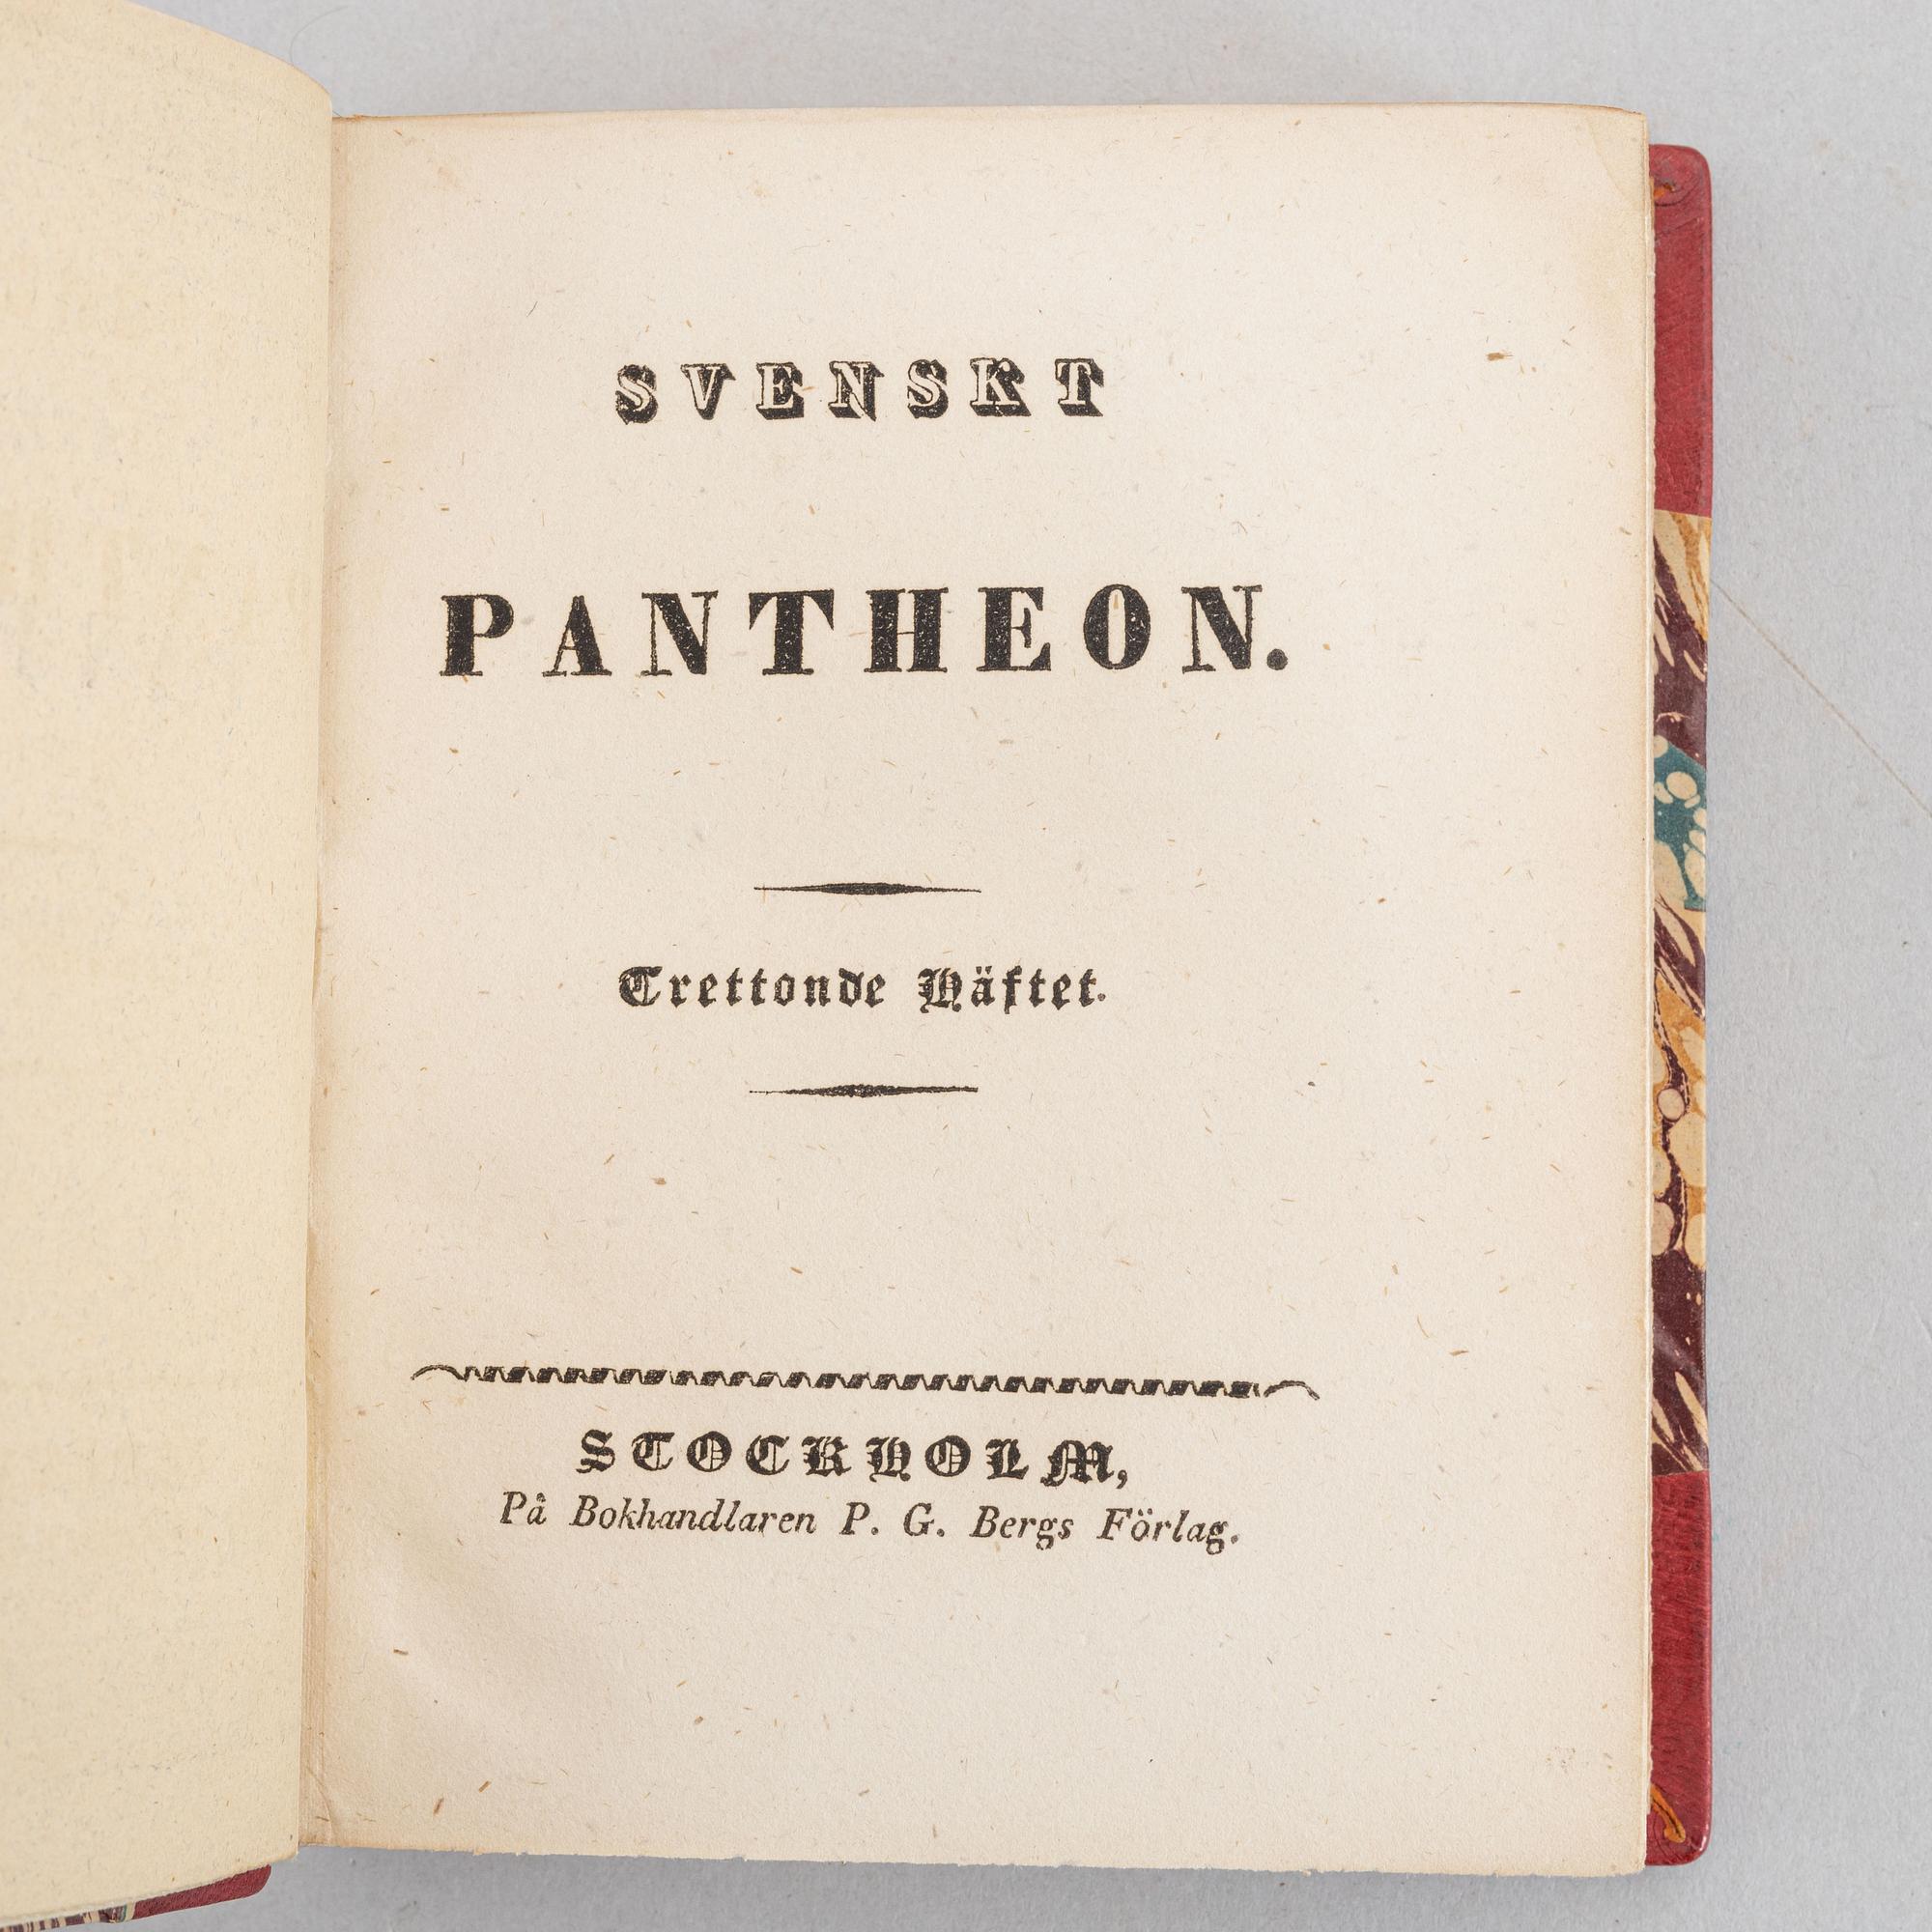 SVENSKT
PANTHEON.
Trettonde Häftet.
STOCKHOLM,
På Bokhandlaren P. G. Bergs Förlag.